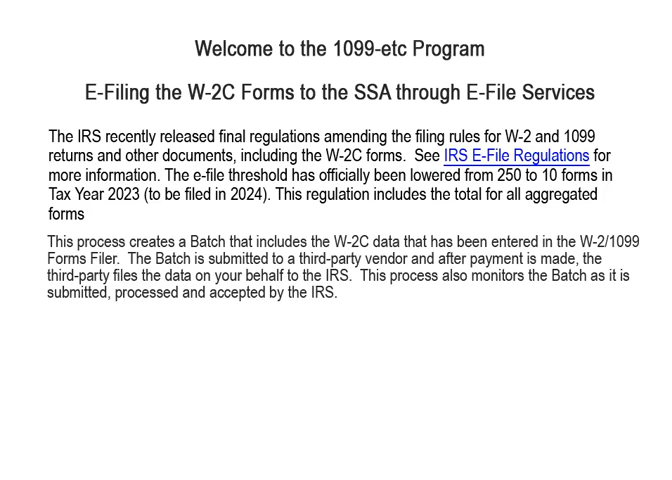 Welcome to the 1099-etc Program
E-Filing the W-2C Forms to the SSA through E-File Services
The IRS recently released final regulations amending the filing rules for W-2 and 1099
returns and other documents, including the W-2C forms.  See IRS E-File Regulations for
more information. The e-file threshold has officially been lowered from 250 to 10 forms in
Tax Year 2023 (to be filed in 2024). This regulation includes the total for all aggregated
forms
This process creates a Batch that includes the W-2C data that has been entered in the W-2/1099
Forms Filer.  The Batch is submitted to a third-party vendor and after payment is made, the
third-party files the data on your behalf to the IRS.  This process also monitors the Batch as it is
submitted, processed and accepted by the IRS.